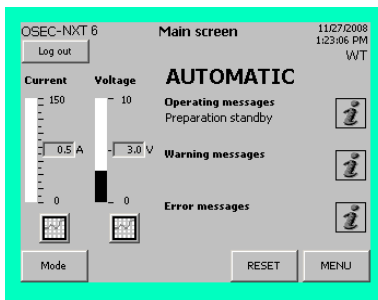 OSEC-NXT 6
Main screen
11/27/2008
1:23:06 PM
Log out
WT
Current
Voltage
AUTOMATIC
150
10
Operating messages
Preparation standby
0.5 A
3.0 V
Warning messages
0
0
Error messages
Mode
RESET
MENU